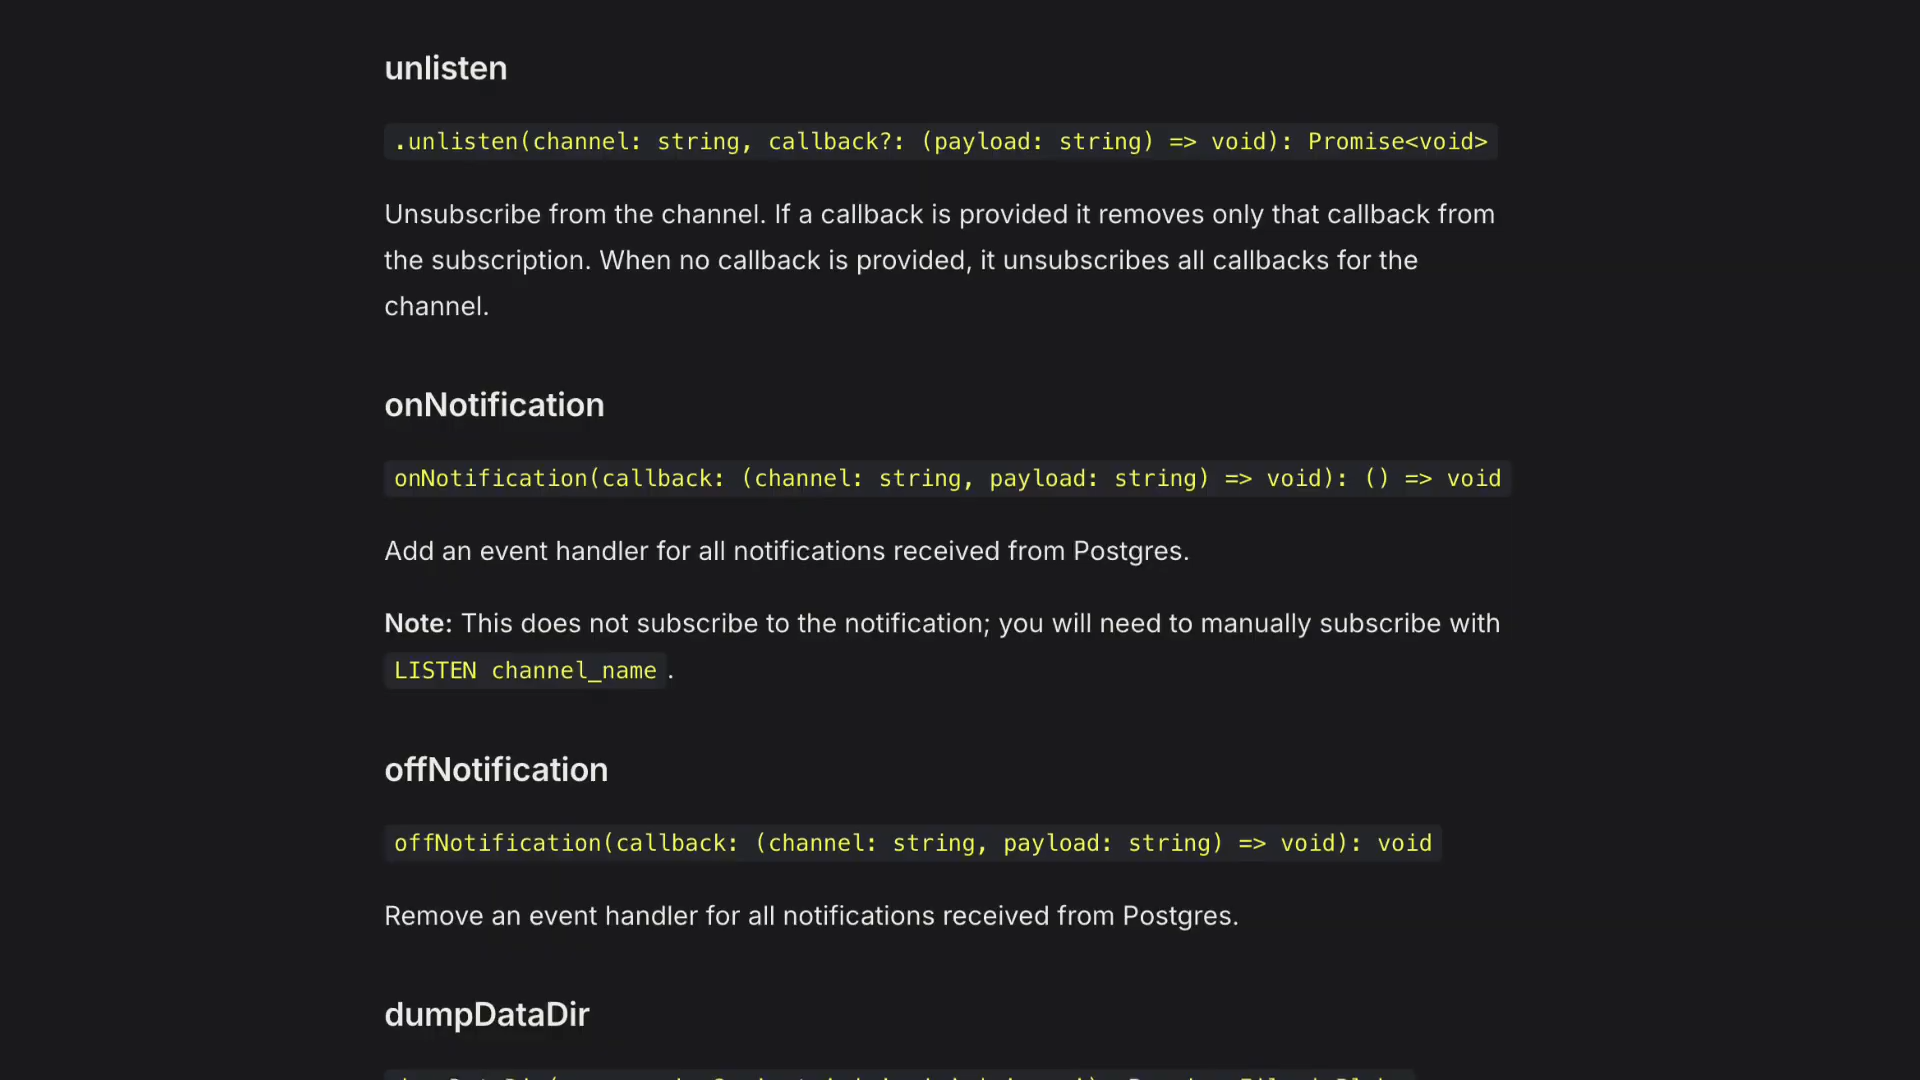 unlisten
.unlisten(channel: string, callback?: (payload: string) => void): Promise<void>
Unsubscribe from the channel. If a callback is provided it removes only that callback from
the subscription. When no callback is provided, it unsubscribes all callbacks for the
channel.
onNotification
onNotification(callback: (channel: string, payload: string) => void): () => void
Add an event handler for all notifications received from Postgres.
Note: This does not subscribe to the notification; you will need to manually subscribe with
LISTEN channel_name .
offNotification
offNotification(callback: (channel: string, payload: string) => void): void
Remove an event handler for all notifications received from Postgres.
dumpDataDir